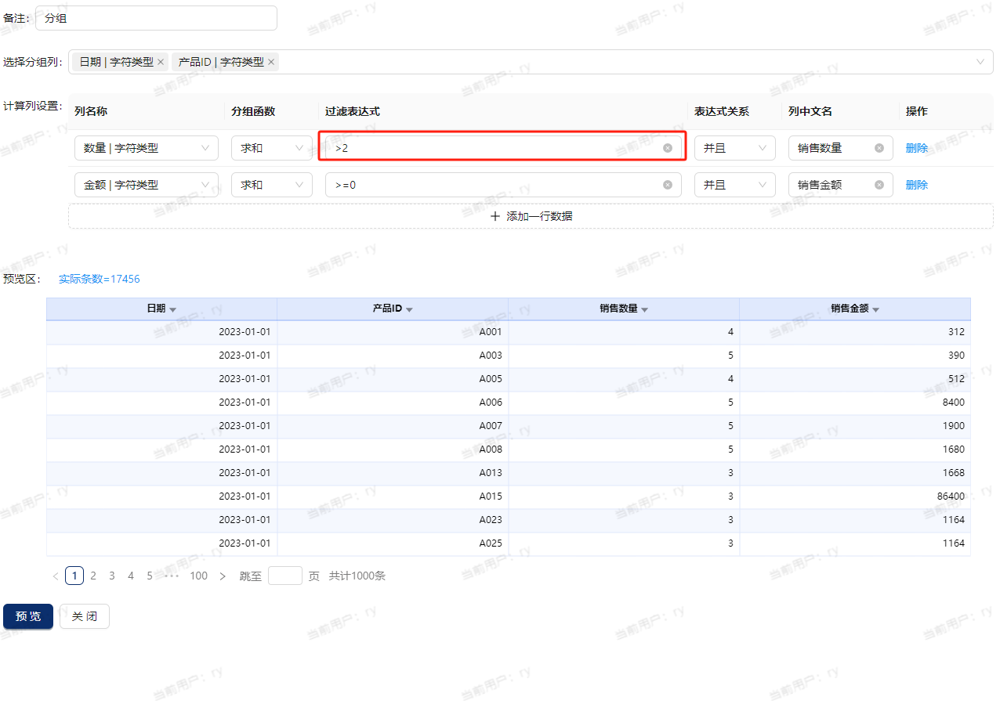 备注: 分组
选择分组列: 日期 | 字符类型 × 产品ID | 字符类型 ×
计算列设置: 列名称 分组函数 过滤表达式 表达式关系 列中文名 操作
数量 | 字符类型 求和 >2 并且 销售数量 删除
金额 | 字符类型 求和 >=0 并且 销售金额 删除
+ 添加一行数据
预览区: 实际条数=17456
日期 产品ID 销售数量 销售金额
2023-01-01 A001 4 312
2023-01-01 A003 5 390
2023-01-01 A005 4 512
2023-01-01 A006 5 8400
2023-01-01 A007 5 1900
2023-01-01 A008 5 1680
2023-01-01 A013 3 1668
2023-01-01 A015 3 86400
2023-01-01 A023 3 1164
2023-01-01 A025 3 1164
< 1 2 3 4 5 ••• 100 > 跳至 页 共计1000条
预 览 关 闭
当前用户: ry